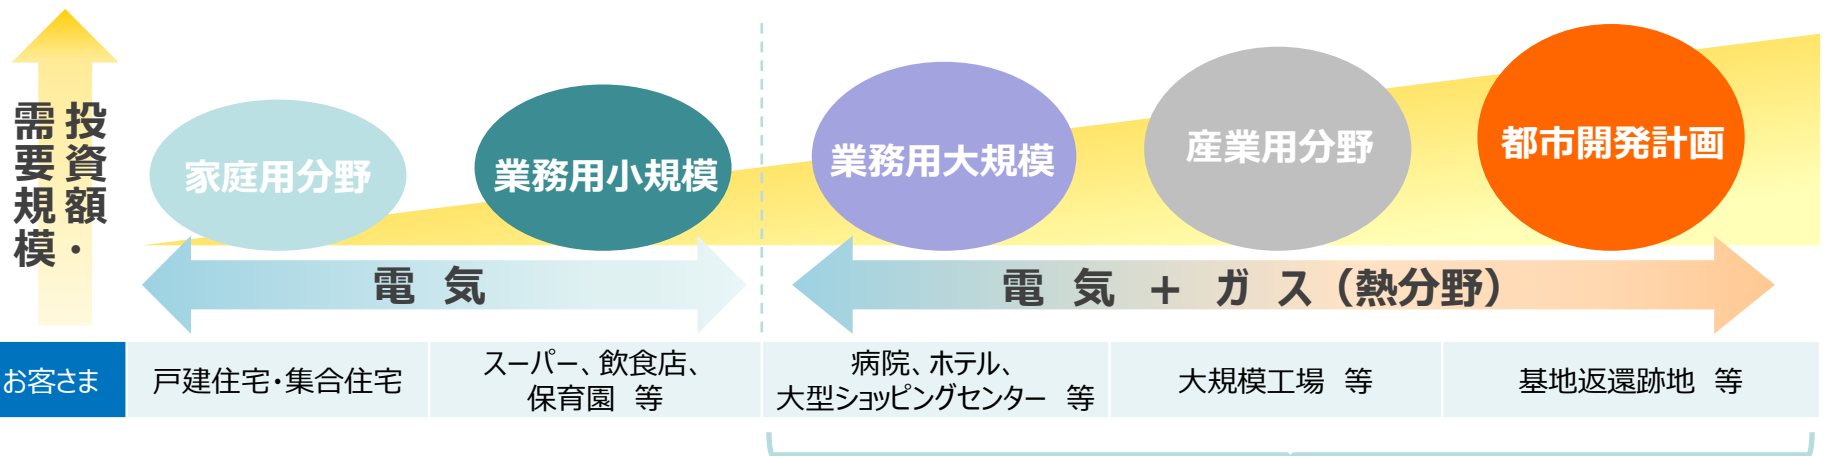 投資額・
需要規模
家庭用分野
業務用小規模
業務用大規模
産業用分野
都市開発計画
電 気
電 気 + ガ ス（熱分野）
お客さま
戸建住宅・集合住宅
スーパー、飲食店、
保育園 等
病院、ホテル、
大型ショッピングセンター 等
大規模工場 等
基地返還跡地 等